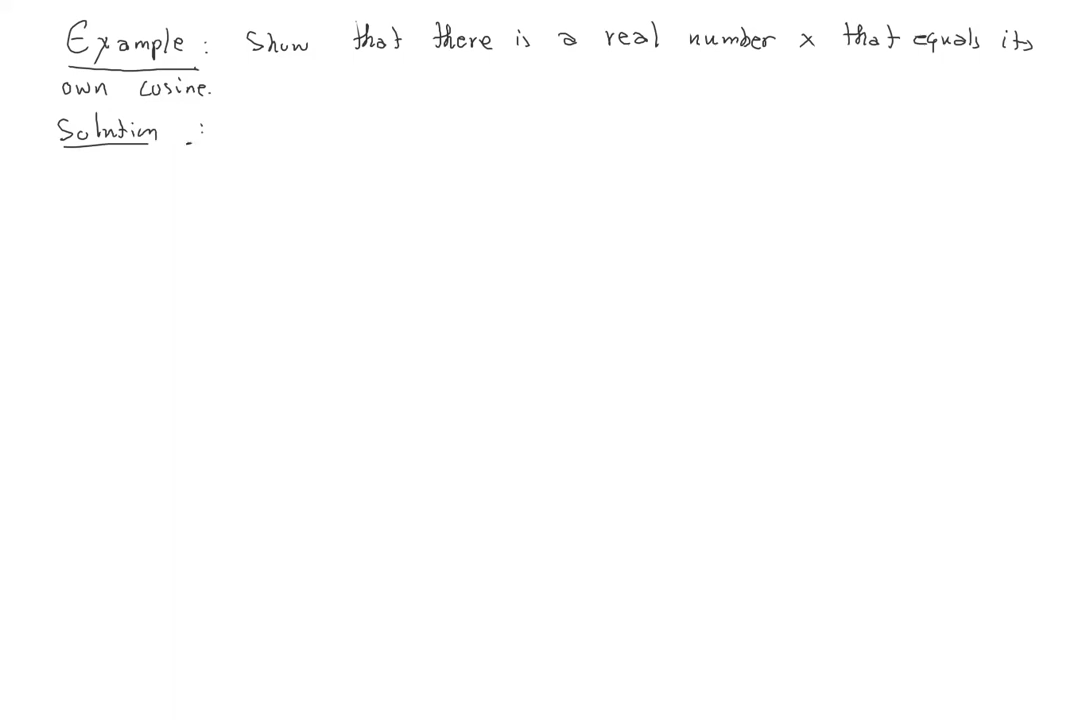 Example: Show that there is a real number x that equals its
own cosine.
Solution :